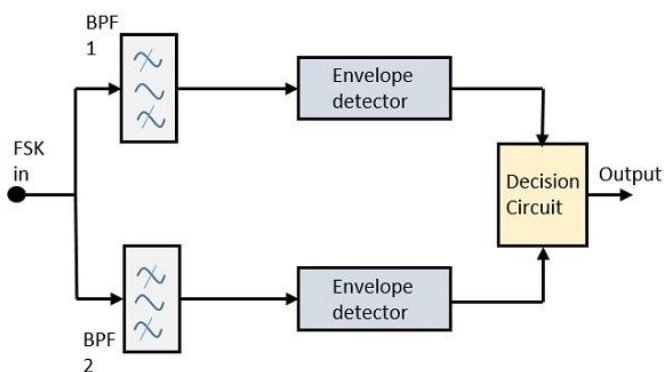 BPF
1
Envelope
detector
FSK
in
Decision
Circuit
Output
Envelope
detector
BPF
2